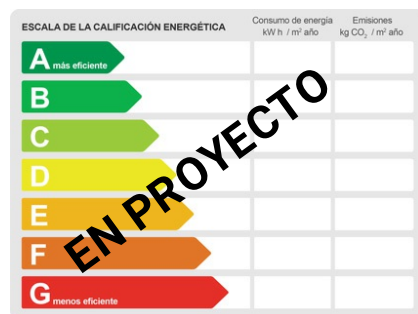 ESCALA DE LA CALIFICACIÓN ENERGÉTICA
Consumo de energía
kW h / m² año
Emisiones
kg CO₂ / m² año
A más eficiente
B
C
D
E
F
G menos eficiente
EN PROYECTO